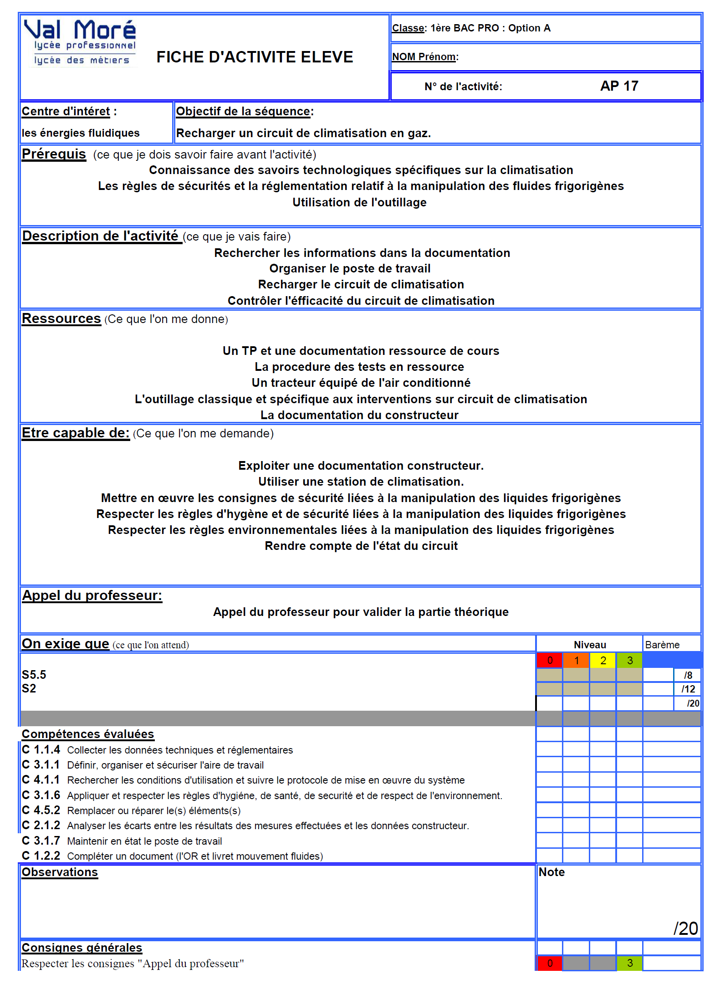 Val Moré
lycée professionnel
lycée des métiers
FICHE D'ACTIVITE ELEVE
Classe: 1ère BAC PRO : Option A
NOM Prénom:
N° de l'activité: AP 17
Centre d'intéret :
les énergies fluidiques
Objectif de la séquence:
Recharger un circuit de climatisation en gaz.
Prérequis (ce que je dois savoir faire avant l'activité)
Connaissance des savoirs technologiques spécifiques sur la climatisation
Les règles de sécurités et la réglementation relatif à la manipulation des fluides frigorigènes
Utilisation de l'outillage
Description de l'activité (ce que je vais faire)
Rechercher les informations dans la documentation
Organiser le poste de travail
Recharger le circuit de climatisation
Contrôler l'éfficacité du circuit de climatisation
Ressources (Ce que l'on me donne)
Un TP et une documentation ressource de cours
La procedure des tests en ressource
Un tracteur équipé de l'air conditionné
L'outillage classique et spécifique aux interventions sur circuit de climatisation
La documentation du constructeur
Etre capable de: (Ce que l'on me demande)
Exploiter une documentation constructeur.
Utiliser une station de climatisation.
Mettre en œuvre les consignes de sécurité liées à la manipulation des liquides frigorigènes
Respecter les règles d'hygène et de sécurité liées à la manipulation des liquides frigorigènes
Respecter les règles environnementales liées à la manipulation des liquides frigorigènes
Rendre compte de l'état du circuit
Appel du professeur:
Appel du professeur pour valider la partie théorique
On exige que (ce que l'on attend) Niveau Barème
0 1 2 3
S5.5 /8
S2 /12
/20
Compétences évaluées
C 1.1.4 Collecter les données techniques et réglementaires
C 3.1.1 Définir, organiser et sécuriser l'aire de travail
C 4.1.1 Rechercher les conditions d'utilisation et suivre le protocole de mise en œuvre du système
C 3.1.6 Appliquer et respecter les règles d'hygiéne, de santé, de securité et de respect de l'environnement.
C 4.5.2 Remplacer ou réparer le(s) éléments(s)
C 2.1.2 Analyser les écarts entre les résultats des mesures effectuées et les données constructeur.
C 3.1.7 Maintenir en état le poste de travail
C 1.2.2 Compléter un document (l'OR et livret mouvement fluides)
Observations
Note
/20
Consignes générales
Respecter les consignes "Appel du professeur" 0 3